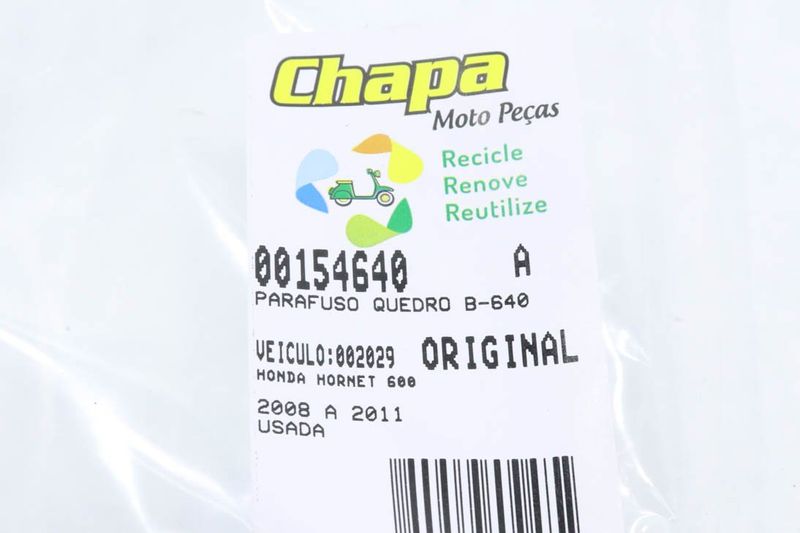 Chapa
Moto Peças
Recicle
Renove
Reutilize
00154640 A
PARAFUSO QUEDRO B-640
VEICULO:002029 ORIGINAL
HONDA HORNET 600
2008 A 2011
USADA